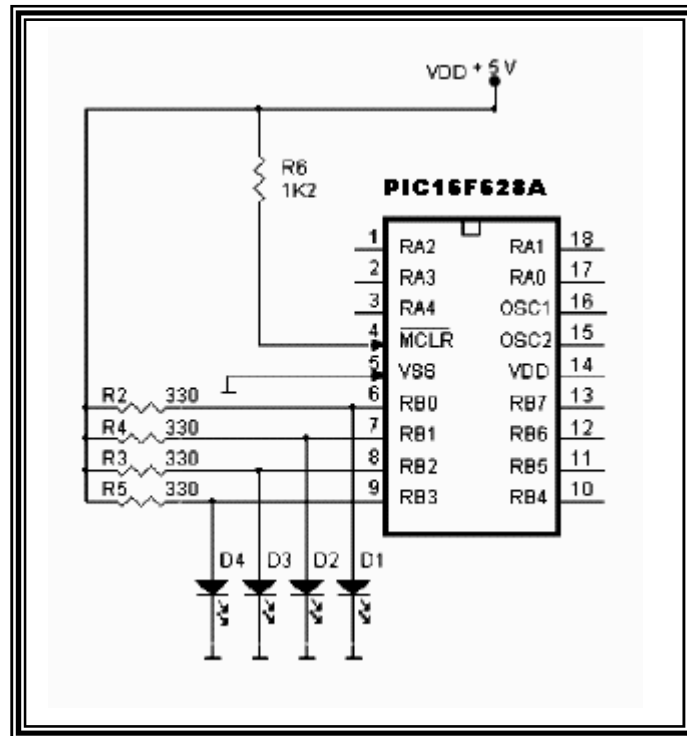 VDD + 5 V
R6
1K2
PIC16F628A
1 RA2 RA1 18
2 RA3 RA0 17
3 RA4 OSC1 16
4 MCLR OSC2 15
5 VSS VDD 14
R2 330 6 RB0 RB7 13
R4 330 7 RB1 RB6 12
R3 330 8 RB2 RB5 11
R5 330 9 RB3 RB4 10
D4 D3 D2 D1